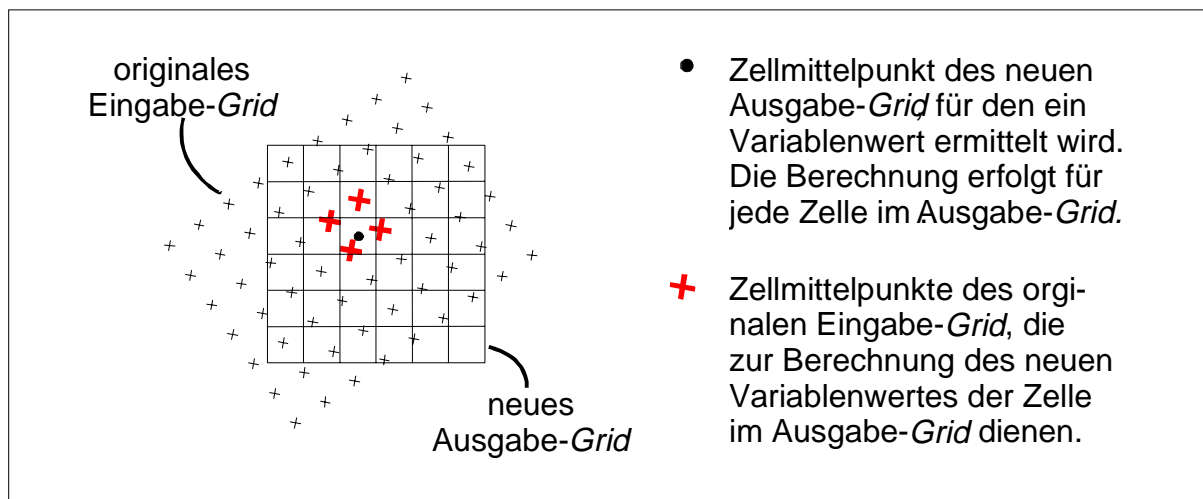 originales
Eingabe-Grid
neues
Ausgabe-Grid
Zellmittelpunkt des neuen
Ausgabe-Grid, für den ein
Variablenwert ermittelt wird.
Die Berechnung erfolgt für
jede Zelle im Ausgabe-Grid.
Zellmittelpunkte des orgi-
nalen Eingabe-Grid, die
zur Berechnung des neuen
Variablenwertes der Zelle
im Ausgabe-Grid dienen.